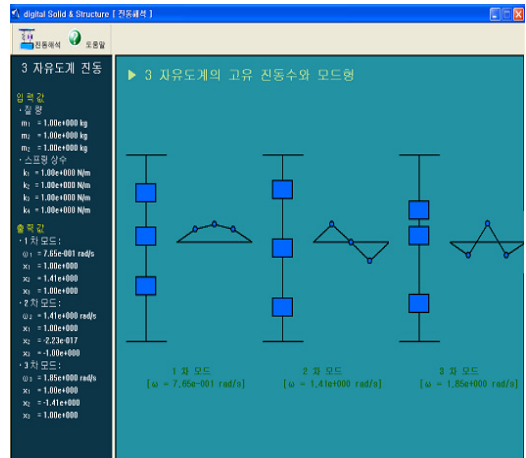 digital Solid & Structure [ 진동해석 ]
진동해석 도움말
3 자유도계 진동
▶ 3 자유도계의 고유 진동수와 모드형
입력값
· 질 량
m₁ = 1.00e+000 kg
m₂ = 1.00e+000 kg
m₂ = 1.00e+000 kg
· 스프링 상수
k₁ = 1.00e+000 N/m
k₂ = 1.00e+000 N/m
k₃ = 1.00e+000 N/m
k₄ = 1.00e+000 N/m
출력값
· 1 차 모드 :
ω₁ = 7.65e-001 rad/s
x₁ = 1.00e+000
x₂ = 1.41e+000
x₃ = 1.00e+000
· 2 차 모드 :
ω₂ = 1.41e+000 rad/s
x₁ = 1.00e+000
x₂ = -2.23e-017
x₃ = -1.00e+000
· 3 차 모드 :
ω₃ = 1.85e+000 rad/s
x₁ = 1.00e+000
x₂ = -1.41e+000
x₃ = 1.00e+000
1 차 모드
[ω = 7.65e-001 rad/s]
2 차 모드
[ω = 1.41e+000 rad/s]
3 차 모드
[ω = 1.85e+000 rad/s]